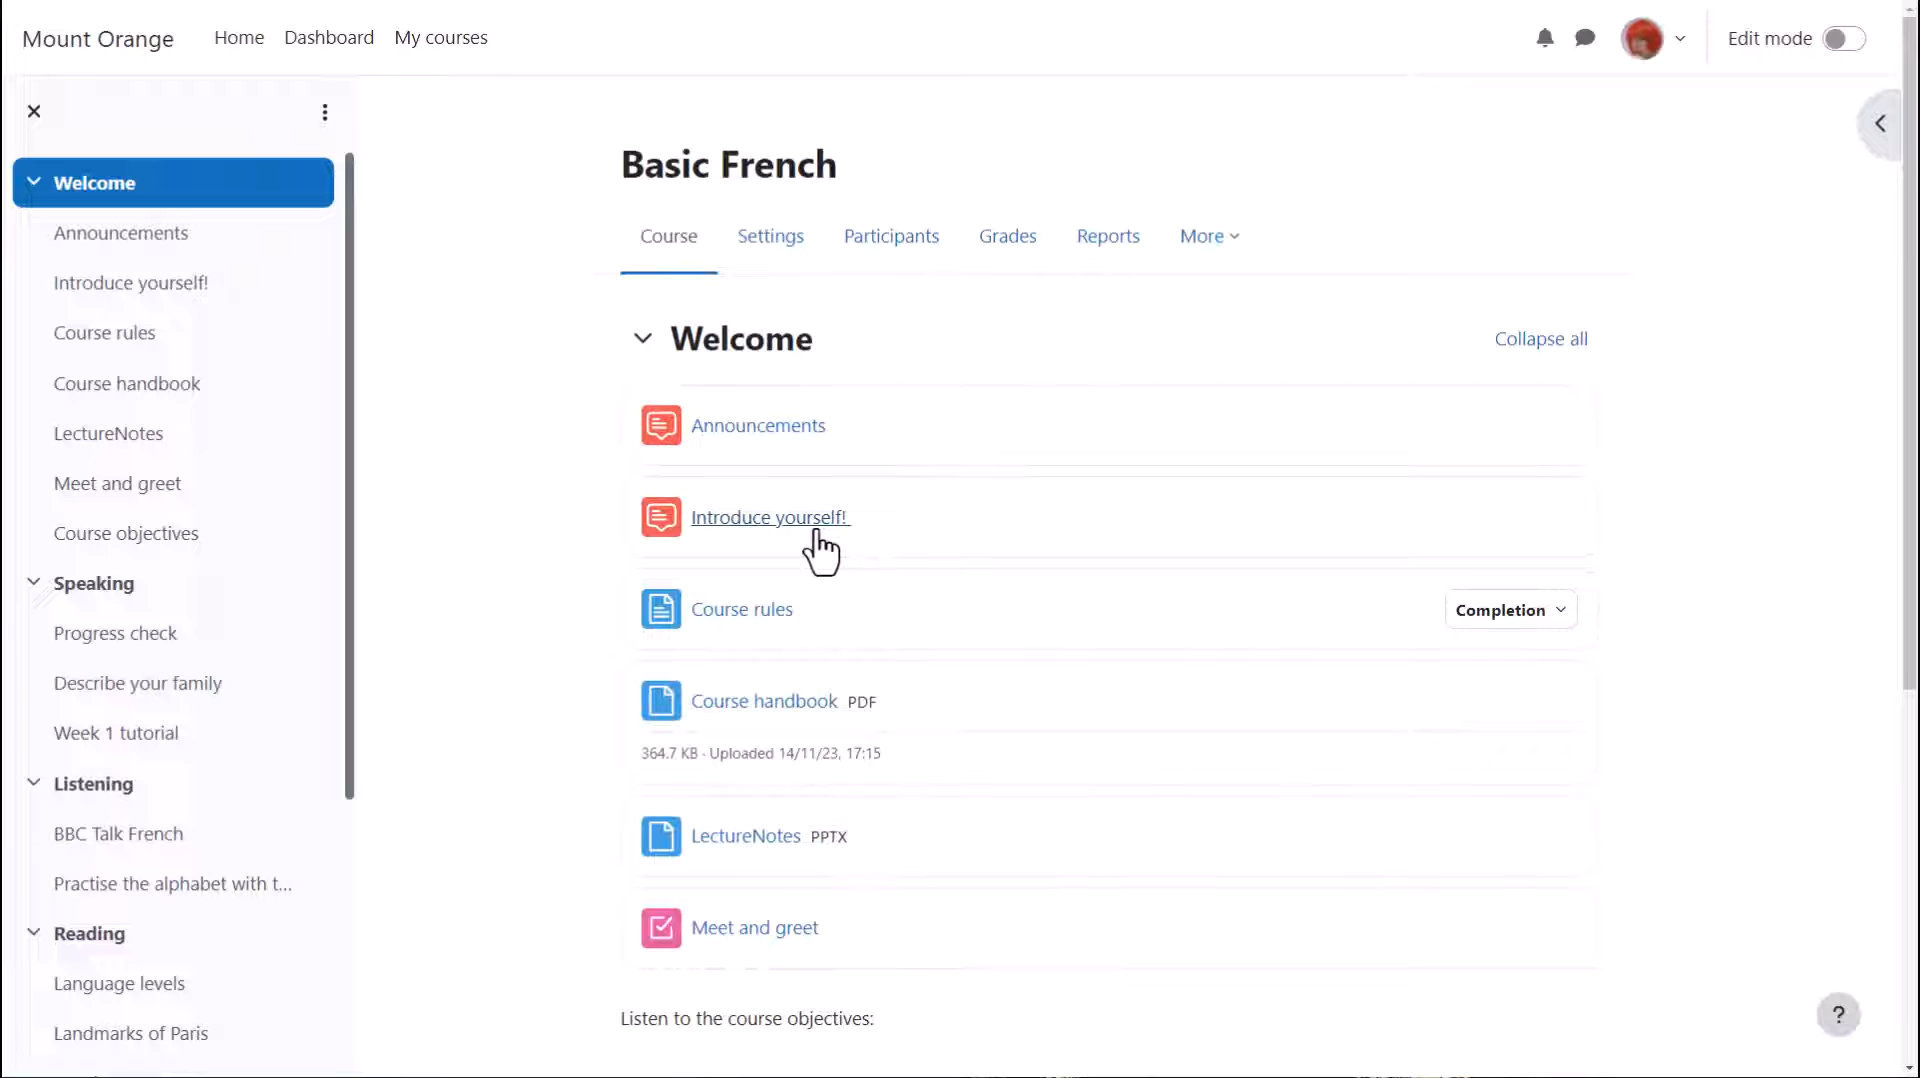 Mount Orange Home Dashboard My courses Edit mode
Welcome
Announcements
Introduce yourself!
Course rules
Course handbook
LectureNotes
Meet and greet
Course objectives
Speaking
Progress check
Describe your family
Week 1 tutorial
Listening
BBC Talk French
Practise the alphabet with t...
Reading
Language levels
Landmarks of Paris
Basic French
Course Settings Participants Grades Reports More
Welcome Collapse all
Announcements
Introduce yourself!
Course rules Completion
Course handbook PDF
364.7 KB · Uploaded 14/11/23, 17:15
LectureNotes PPTX
Meet and greet
Listen to the course objectives:
?